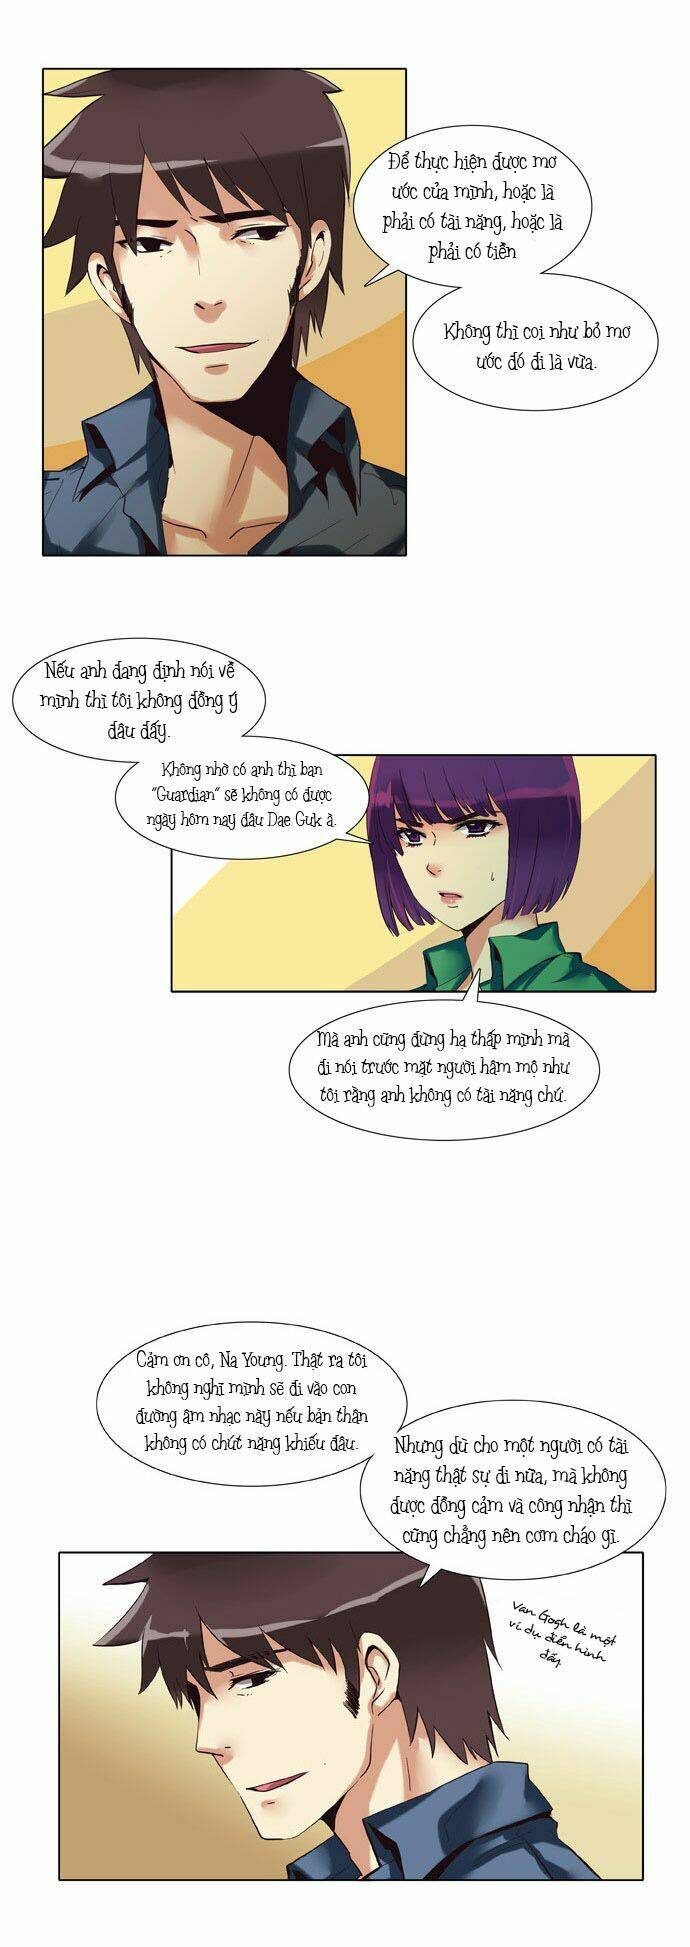 Để thực hiện được mơ
ước của mình, hoặc là
phải có tài năng, hoặc là
phải có tiền
Không thì coi như bỏ mơ
ước đó đi là vừa.
Nếu anh đang định nói về
mình thì tôi không đồng ý
đâu đấy.
Không nhờ có anh thì ban
"Guardian" sẽ không có được
ngày hôm nay đâu Dae Guk à.
Mà anh cũng đừng hạ thấp mình mà
đi nói trước mặt người hâm mộ như
tôi rằng anh không có tài năng chứ.
Cảm ơn cô, Na Young. Thật ra tôi
không nghĩ mình sẽ đi vào con
đường âm nhạc này nếu bản thân
không có chút năng khiếu đâu.
Nhưng dù cho một người có tài
năng thật sự đi nữa, mà không
được đồng cảm và công nhận thì
cũng chẳng nên cơm cháo gì.
Van Gogh là một
ví dụ điển hình
đấy